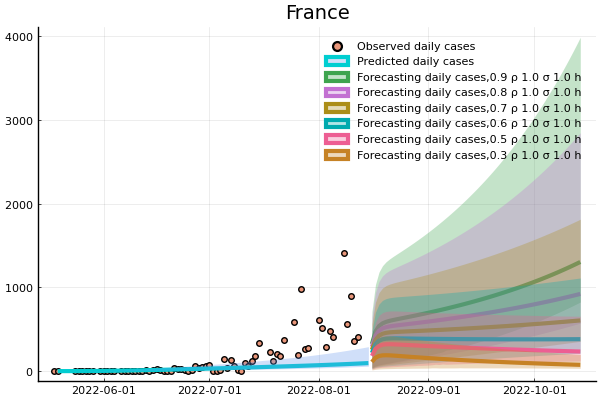 France
4000
3000
2000
1000
0
Observed daily cases
Predicted daily cases
Forecasting daily cases,0.9 ρ 1.0 σ 1.0 h
Forecasting daily cases,0.8 ρ 1.0 σ 1.0 h
Forecasting daily cases,0.7 ρ 1.0 σ 1.0 h
Forecasting daily cases,0.6 ρ 1.0 σ 1.0 h
Forecasting daily cases,0.5 ρ 1.0 σ 1.0 h
Forecasting daily cases,0.3 ρ 1.0 σ 1.0 h
2022-06-01 2022-07-01 2022-08-01 2022-09-01 2022-10-01